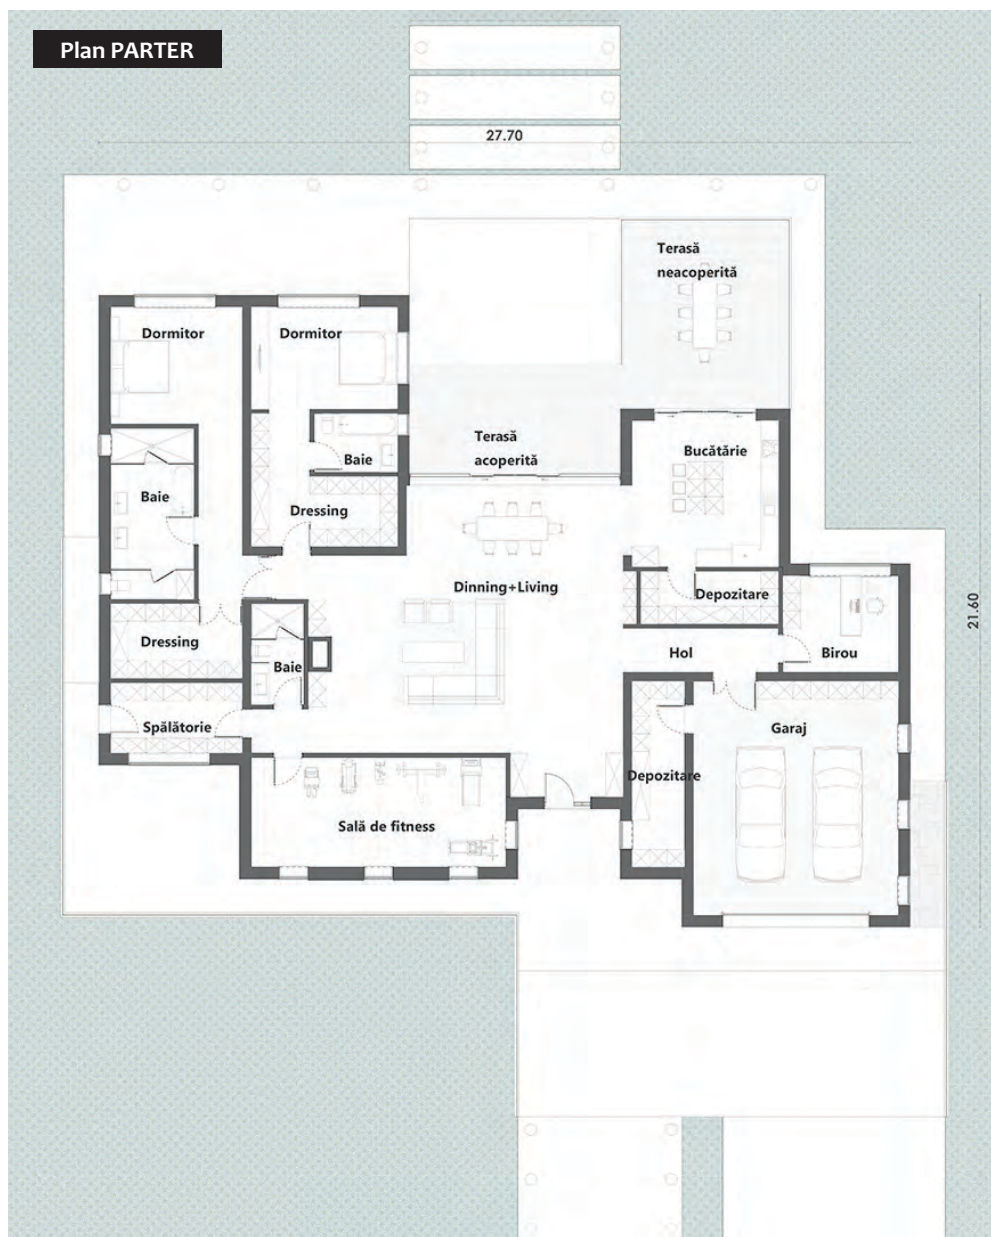 Plan PARTER
27.70
Terasă
neacoperită
Dormitor
Dormitor
Terasă
acoperită
Bucătărie
Baie
Baie
Dressing
Dinning+Living
Depozitare
21.60
Dressing
Baie
Hol
Birou
Spălătorie
Garaj
Depozitare
Sală de fitness